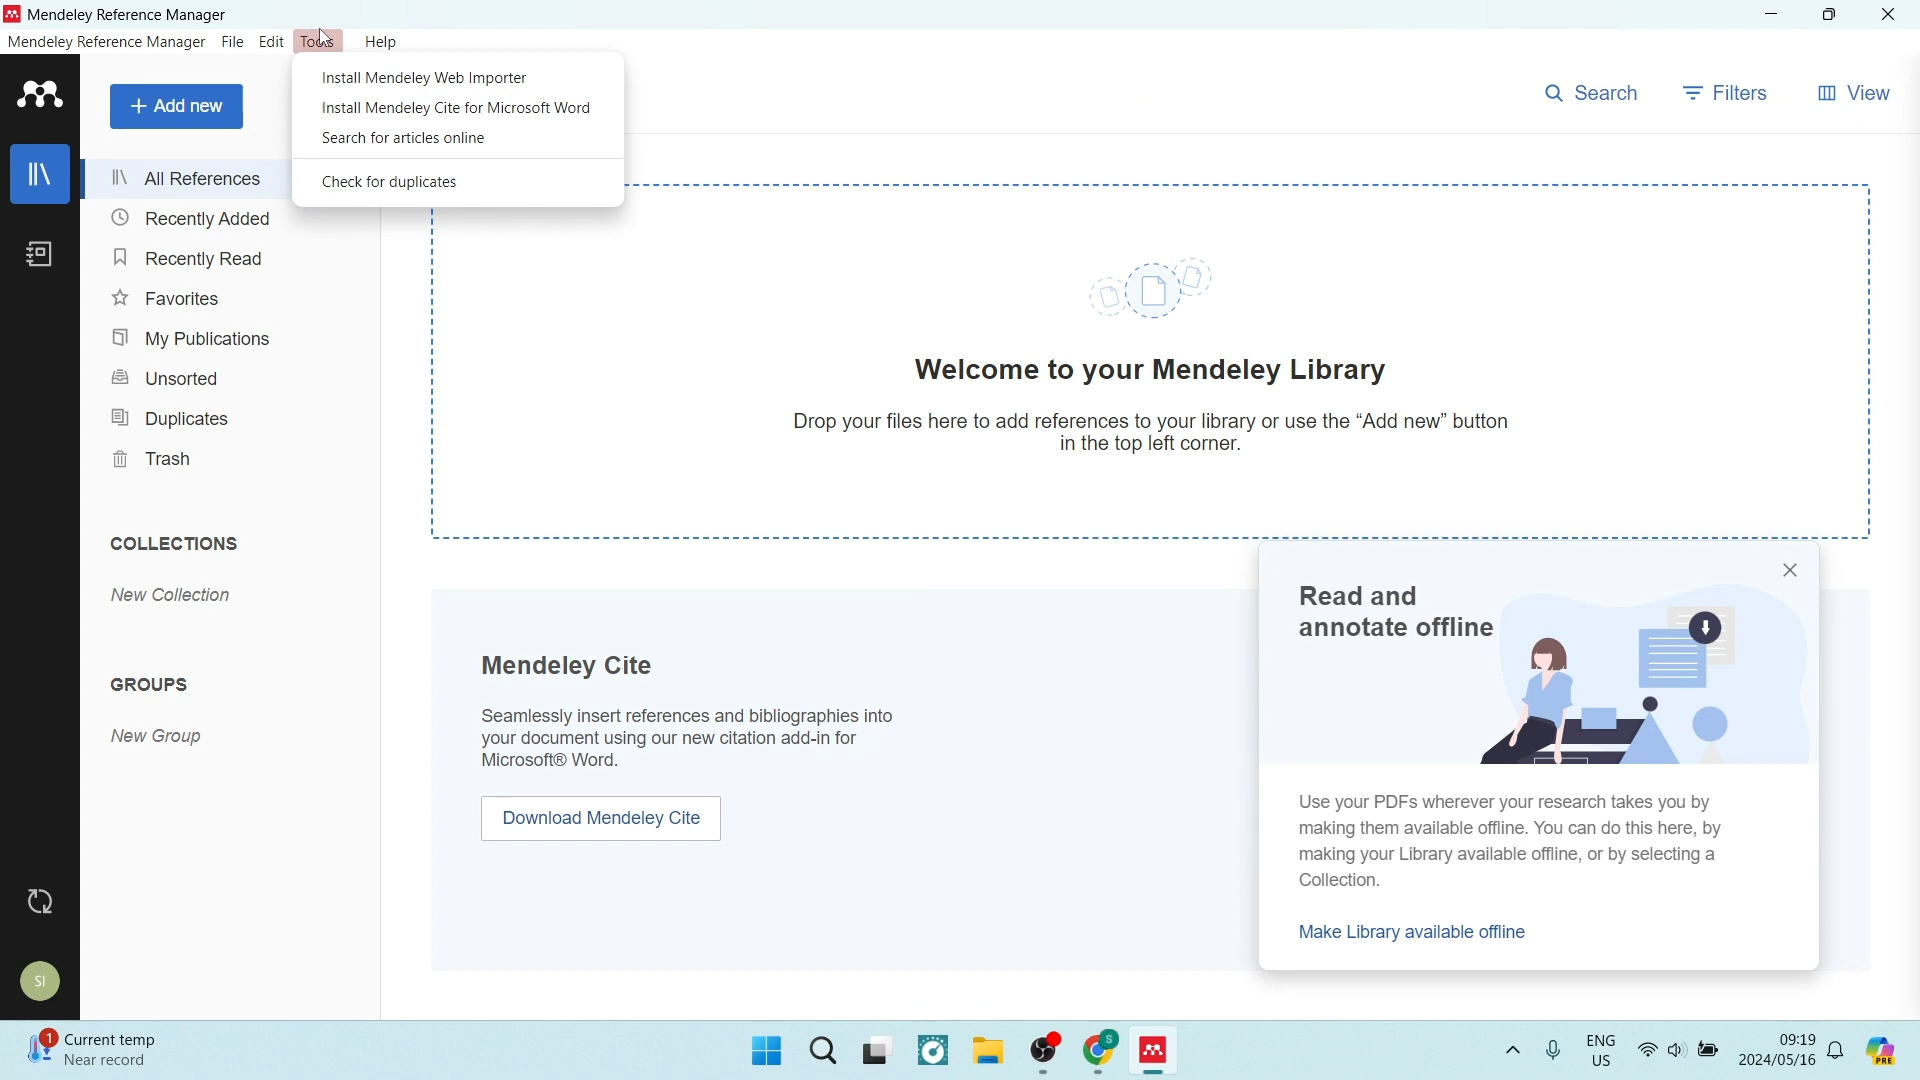 Mendeley Reference Manager
Mendeley Reference Manager File Edit Tools Help
Install Mendeley Web Importer
Install Mendeley Cite for Microsoft Word
Search for articles online
Check for duplicates
+ Add new
Search Filters View
All References
Recently Added
Recently Read
Favorites
My Publications
Unsorted
Duplicates
Trash
COLLECTIONS
New Collection
GROUPS
New Group
SI
Welcome to your Mendeley Library
Drop your files here to add references to your library or use the “Add new” button
in the top left corner.
Mendeley Cite
Seamlessly insert references and bibliographies into
your document using our new citation add-in for
Microsoft® Word.
Download Mendeley Cite
Read and
annotate offline
Use your PDFs wherever your research takes you by
making them available offline. You can do this here, by
making your Library available offline, or by selecting a
Collection.
Make Library available offline
1
Current temp
Near record
S
ENG
US
09:19
2024/05/16
PRE